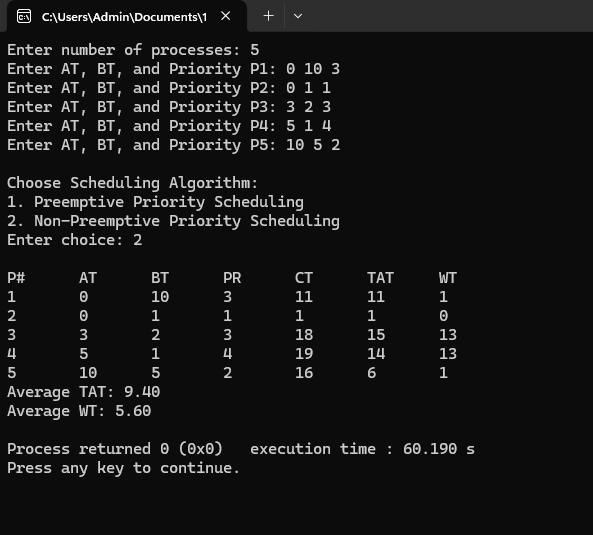 C:\Users\Admin\Documents\1
Enter number of processes: 5
Enter AT, BT, and Priority P1: 0 10 3
Enter AT, BT, and Priority P2: 0 1 1
Enter AT, BT, and Priority P3: 3 2 3
Enter AT, BT, and Priority P4: 5 1 4
Enter AT, BT, and Priority P5: 10 5 2
Choose Scheduling Algorithm:
1. Preemptive Priority Scheduling
2. Non-Preemptive Priority Scheduling
Enter choice: 2
P# AT BT PR CT TAT WT
1 0 10 3 11 11 1
2 0 1 1 1 1 0
3 3 2 3 18 15 13
4 5 1 4 19 14 13
5 10 5 2 16 6 1
Average TAT: 9.40
Average WT: 5.60
Process returned 0 (0x0) execution time : 60.190 s
Press any key to continue.